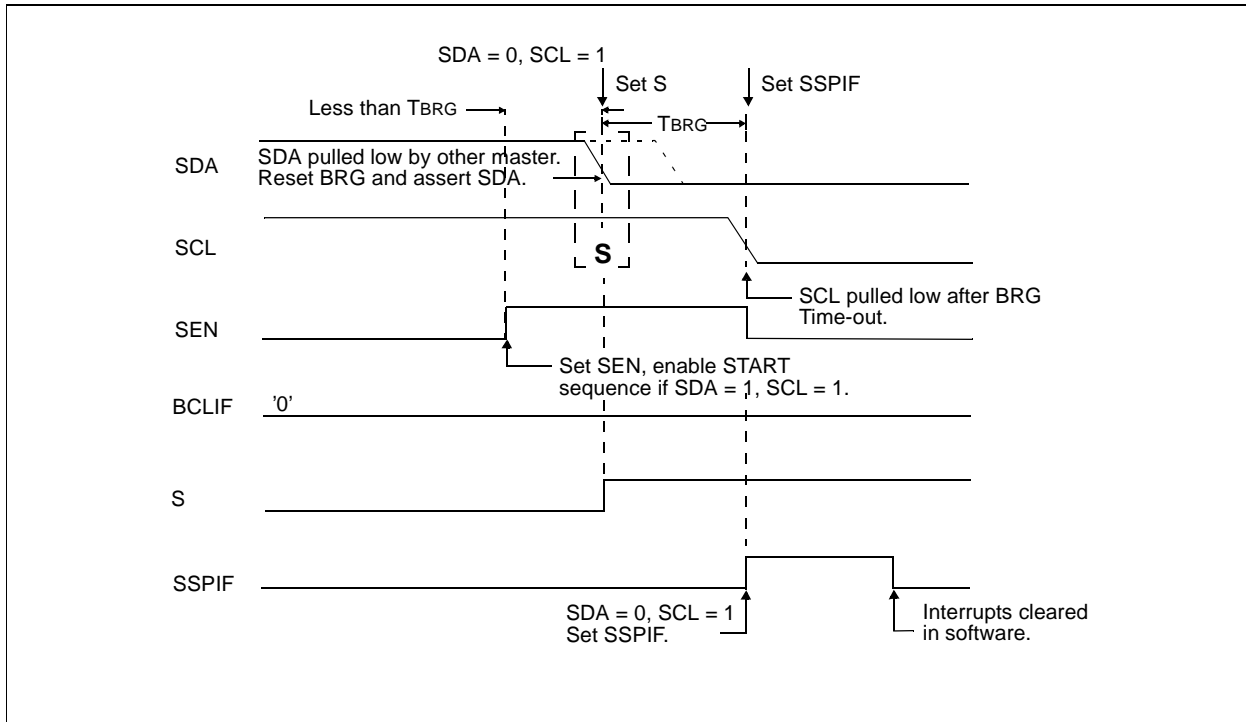 SDA = 0, SCL = 1
Set S
Set SSPIF
Less than TBRG
TBRG
SDA
SDA pulled low by other master.
Reset BRG and assert SDA.
SCL
S
SCL pulled low after BRG
Time-out.
SEN
Set SEN, enable START
sequence if SDA = 1, SCL = 1.
BCLIF
'0'
S
SSPIF
SDA = 0, SCL = 1
Set SSPIF.
Interrupts cleared
in software.